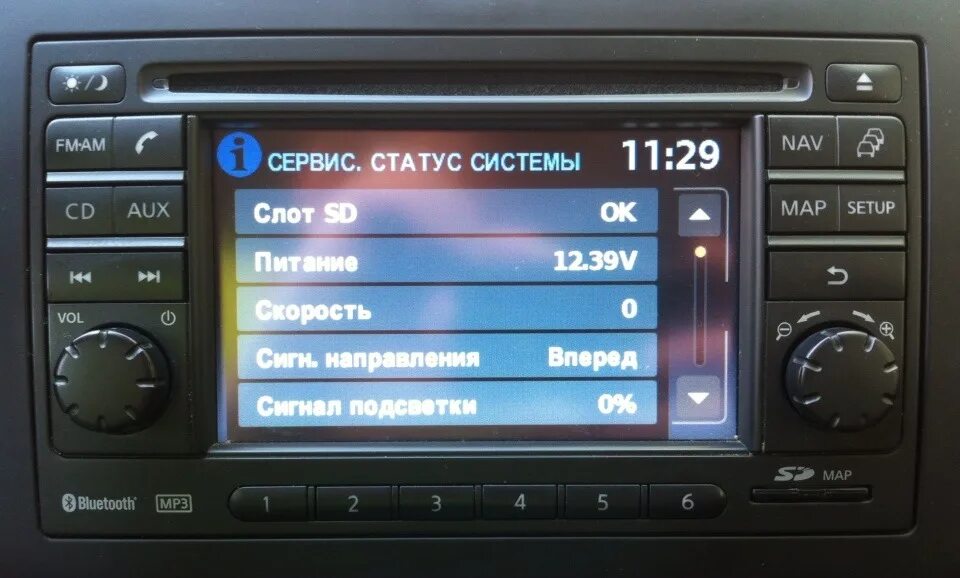 FM·AM
CD AUX
VOL
СЕРВИС. СТАТУС СИСТЕМЫ 11:29
Слот SD OK
Питание 12.39V
Скорость 0
Сигн. направления Вперед
Сигнал подсветки 0%
NAV
MAP SETUP
Bluetooth® MP3
1 2 3 4 5 6
SD MAP